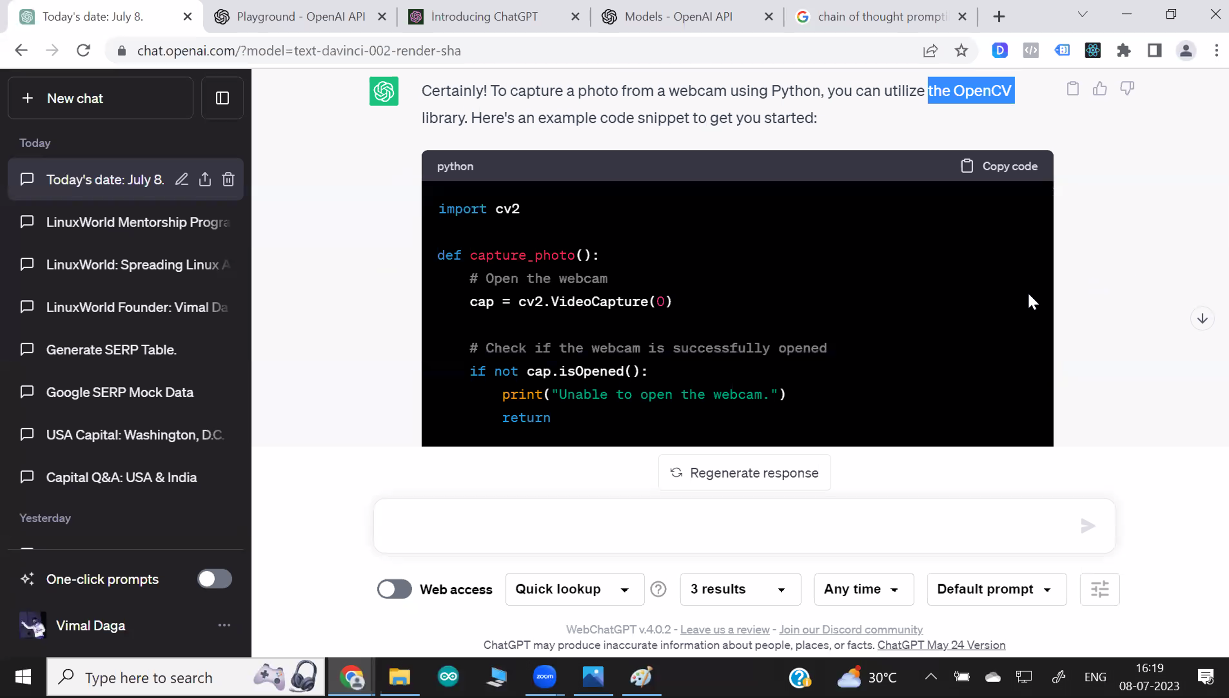 Today's date: July 8.
Playground - OpenAI API
Introducing ChatGPT
Models - OpenAI API
chain of thought prompti
chat.openai.com/?model=text-davinci-002-render-sha
New chat
Today
Today's date: July 8.
LinuxWorld Mentorship Progra
LinuxWorld: Spreading Linux A
LinuxWorld Founder: Vimal Da
Generate SERP Table.
Google SERP Mock Data
USA Capital: Washington, D.C.
Capital Q&A: USA & India
Yesterday
One-click prompts
Vimal Daga
Certainly! To capture a photo from a webcam using Python, you can utilize the OpenCV
library. Here's an example code snippet to get you started:
python
Copy code
import cv2
def capture_photo():
# Open the webcam
cap = cv2.VideoCapture(0)
# Check if the webcam is successfully opened
if not cap.isOpened():
print("Unable to open the webcam.")
return
Regenerate response
Web access
Quick lookup
3 results
Any time
Default prompt
WebChatGPT v.4.0.2 - Leave us a review - Join our Discord community
ChatGPT may produce inaccurate information about people, places, or facts. ChatGPT May 24 Version
Type here to search
zoom
30°C
ENG
16:19
08-07-2023